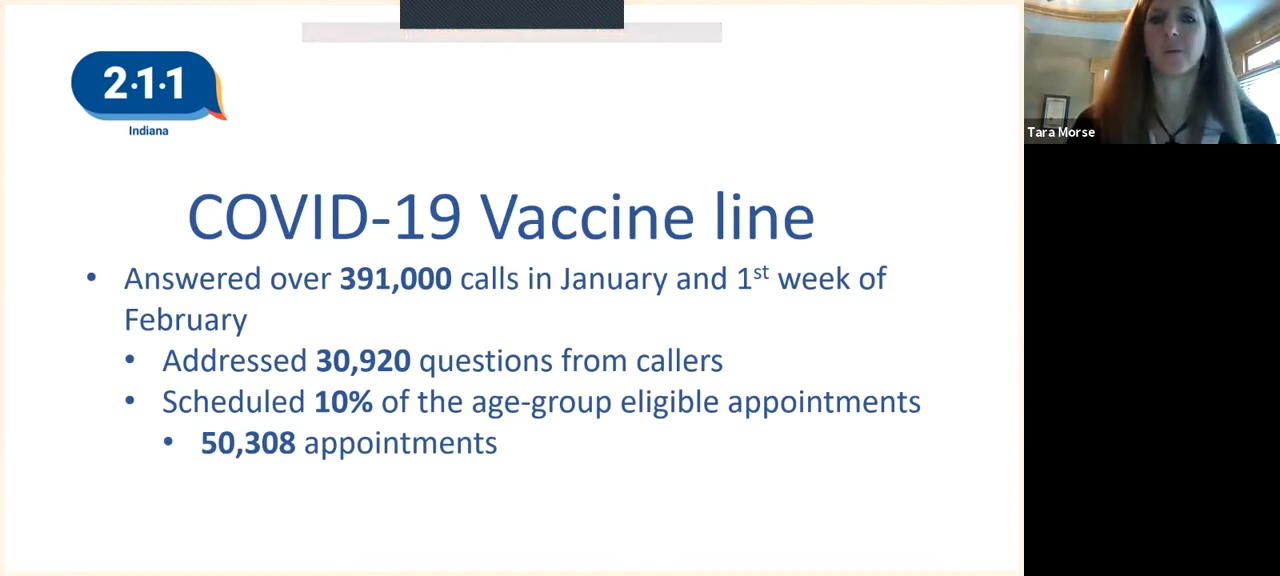 2·1·1
Indiana
Tara Morse
COVID-19 Vaccine line
• Answered over 391,000 calls in January and 1st week of
February
• Addressed 30,920 questions from callers
• Scheduled 10% of the age-group eligible appointments
• 50,308 appointments